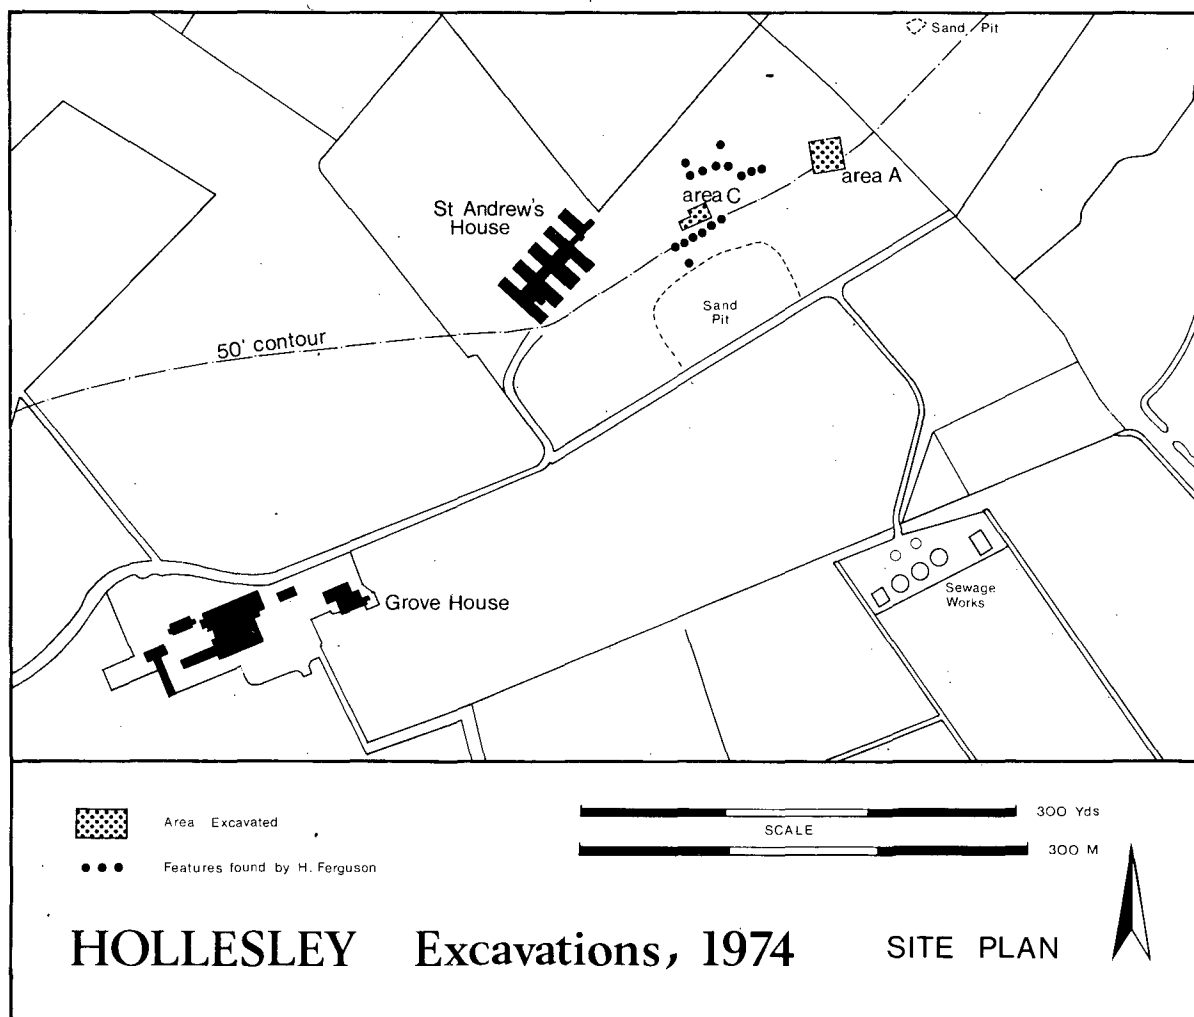 Sand Pit
area A
area C
St Andrew's
House
Sand
Pit
50' contour
Grove House
Sewage
Works
Area Excavated
Features found by H. Ferguson
300 Yds
SCALE
300 M
HOLLESLEY Excavations, 1974 SITE PLAN